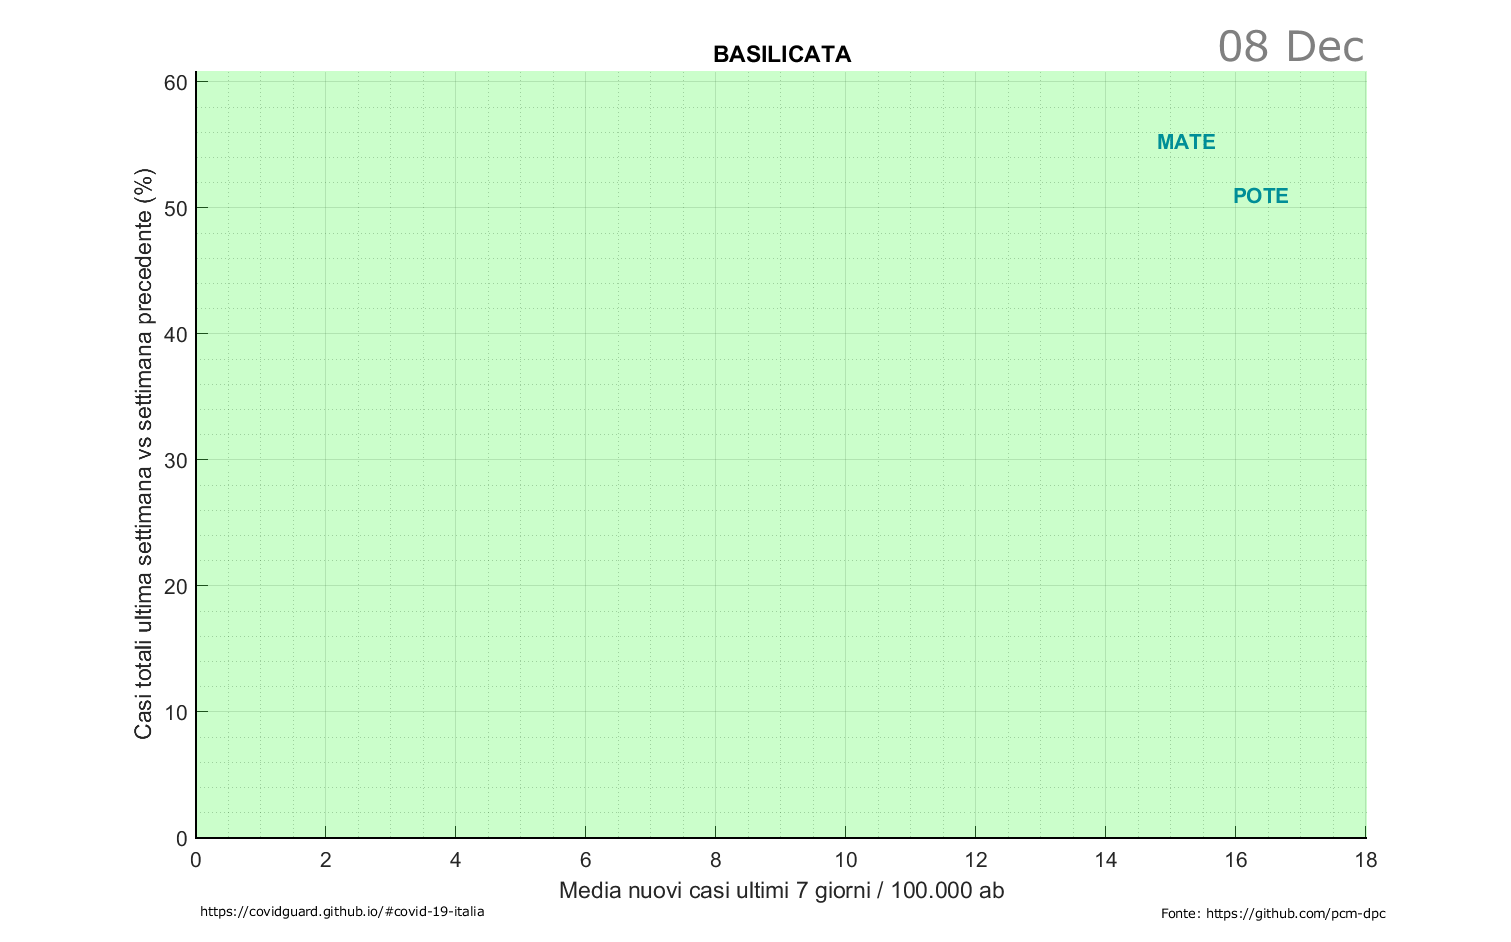 BASILICATA
08 Dec
Casi totali ultima settimana vs settimana precedente (%)
60
50
40
30
20
10
0
MATE
POTE
0 2 4 6 8 10 12 14 16 18
Media nuovi casi ultimi 7 giorni / 100.000 ab
https://covidguard.github.io/#covid-19-italia
Fonte: https://github.com/pcm-dpc